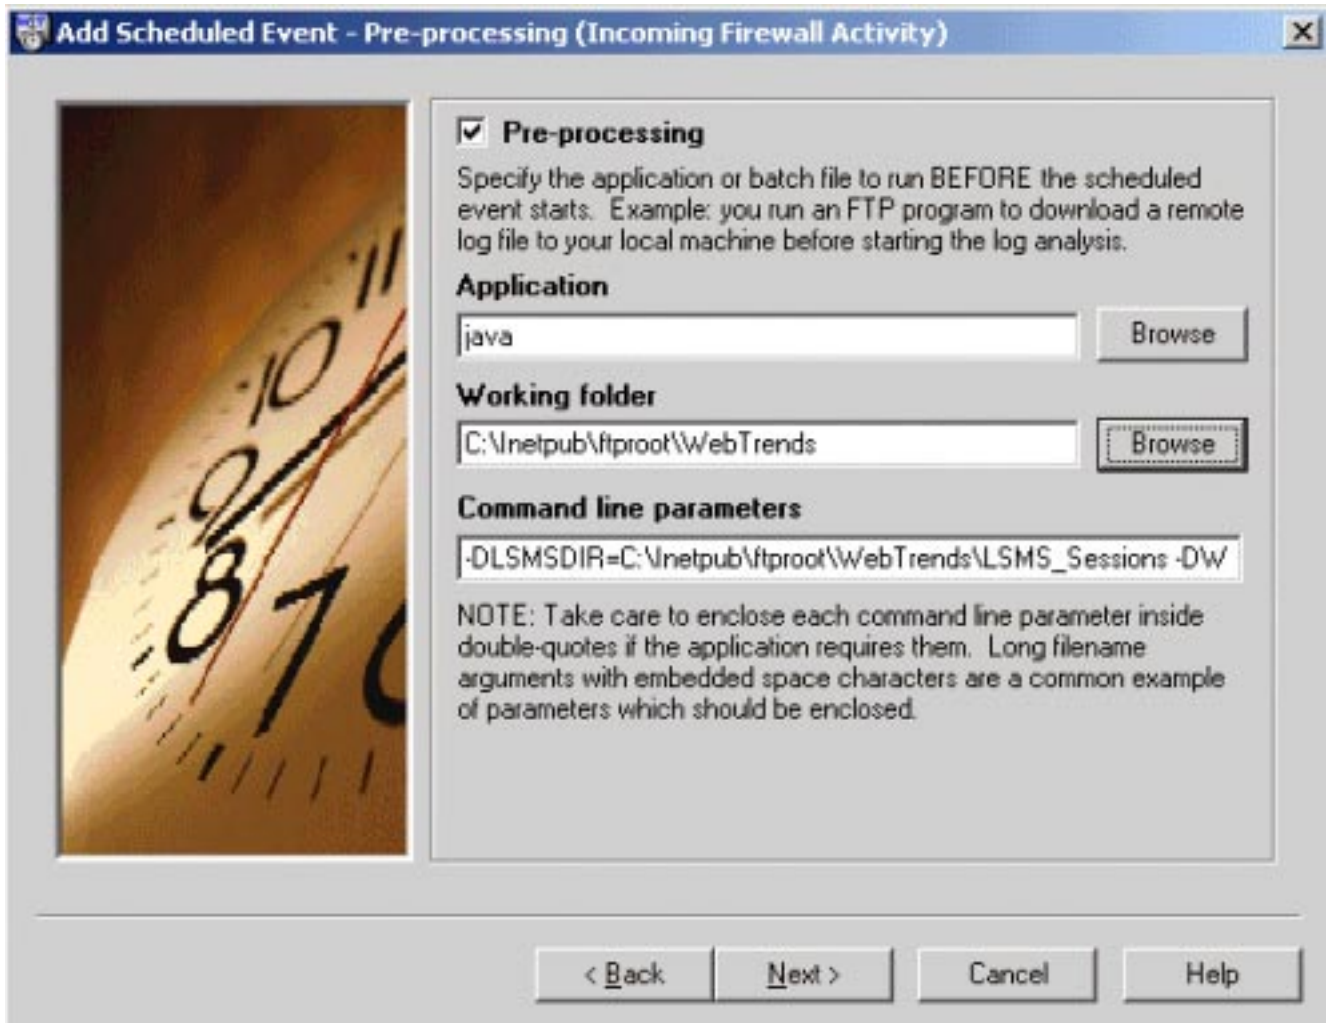 Add Scheduled Event - Pre-processing (Incoming Firewall Activity)
Pre-processing
Specify the application or batch file to run BEFORE the scheduled
event starts. Example: you run an FTP program to download a remote
log file to your local machine before starting the log analysis.
Application
java
Browse
Working folder
C:\Inetpub\ftproot\WebTrends
Browse
Command line parameters
-DLSMSDIR=C:\Inetpub\ftproot\WebTrends\LSMS_Sessions -DW
NOTE: Take care to enclose each command line parameter inside
double-quotes if the application requires them. Long filename
arguments with embedded space characters are a common example
of parameters which should be enclosed.
11
10
9
8
7
< Back
Next >
Cancel
Help